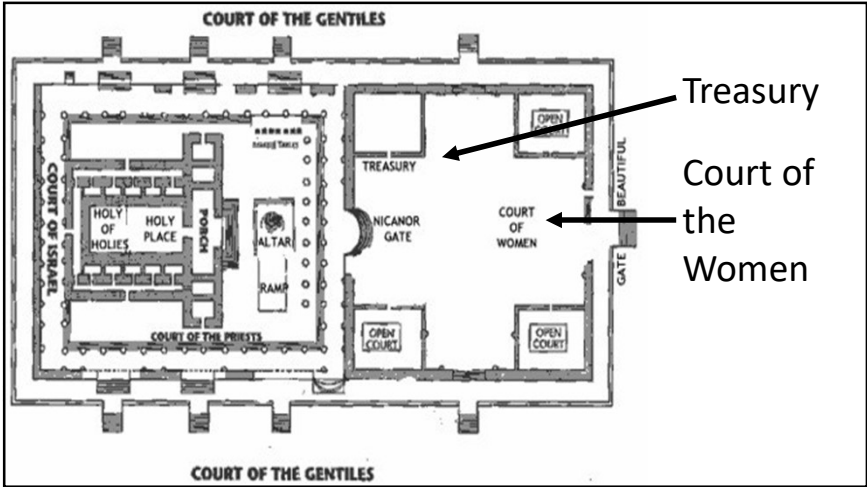 COURT OF THE GENTILES
Treasury
OPEN
TREASURY
BEAUTIFUL
Court of
the
Women
COURT OF ISRAEL
HOLY
OF
HOLIES
HOLY
PLACE
PORCH
ALTAR
RAMP
NICANOR
GATE
COURT
OF
WOMEN
GATE
OPEN
COURT
OPEN
COURT
COURT OF THE PRIESTS
COURT OF THE GENTILES